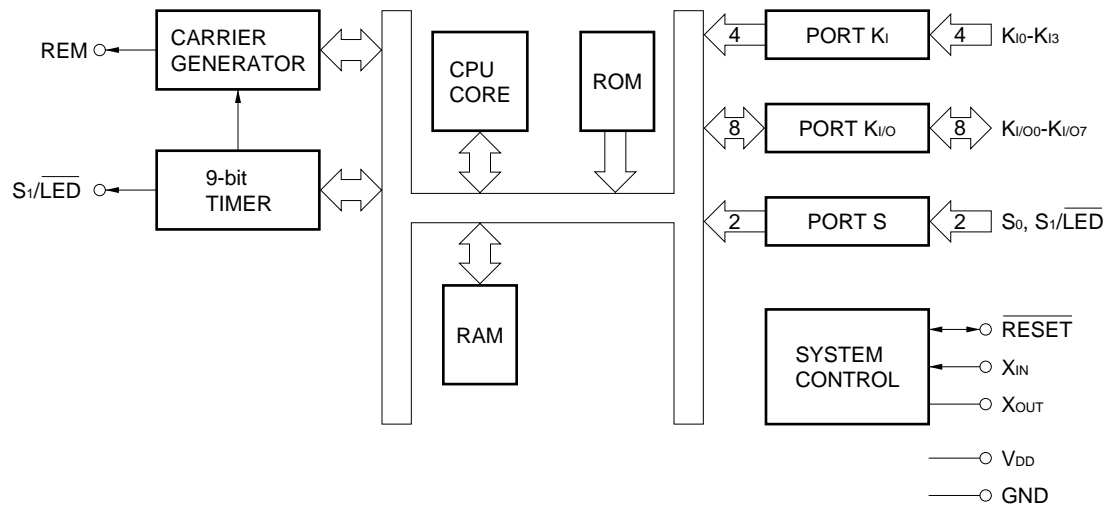 REM
CARRIER
GENERATOR
S1/LED
9-bit
TIMER
CPU
CORE
ROM
RAM
4
PORT KI
4
KI0-KI3
8
PORT KI/O
8
KI/O0-KI/O7
2
PORT S
2
S0, S1/LED
SYSTEM
CONTROL
RESET
XIN
XOUT
VDD
GND